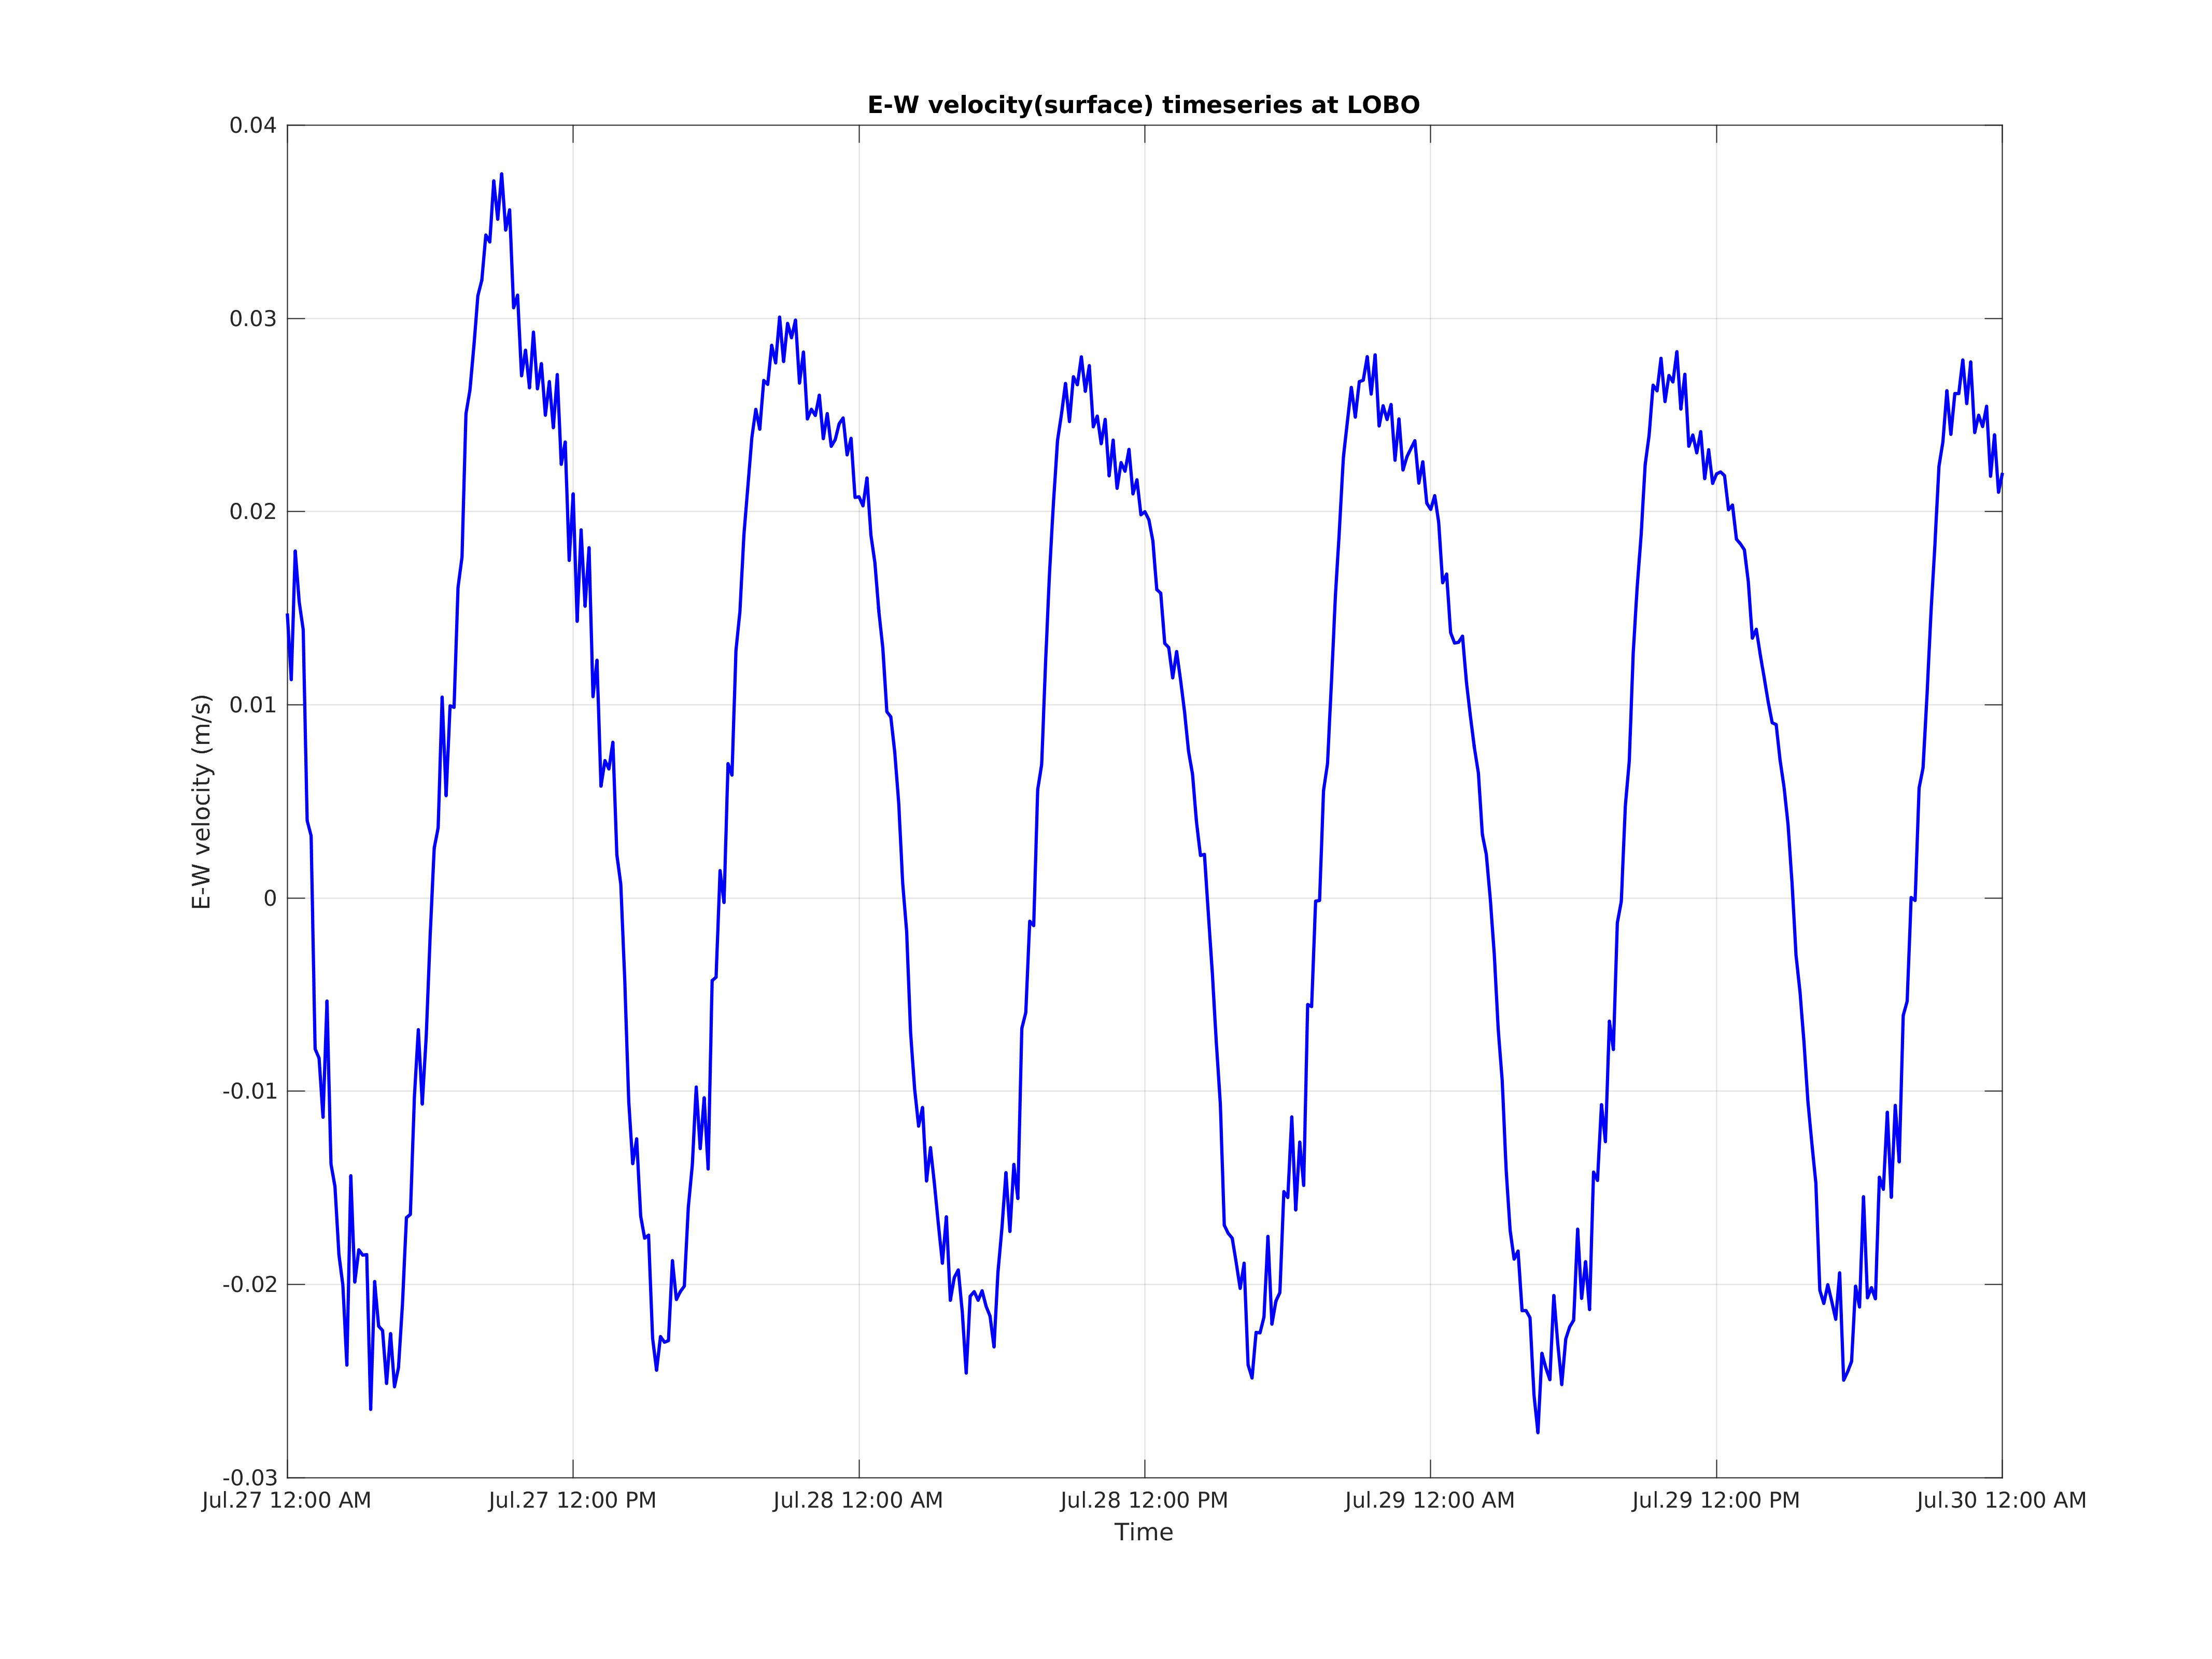 E-W velocity(surface) timeseries at LOBO
0.04
0.03
0.02
0.01
0
-0.01
-0.02
-0.03
E-W velocity (m/s)
Jul.27 12:00 AM Jul.27 12:00 PM Jul.28 12:00 AM Jul.28 12:00 PM Jul.29 12:00 AM Jul.29 12:00 PM Jul.30 12:00 AM
Time